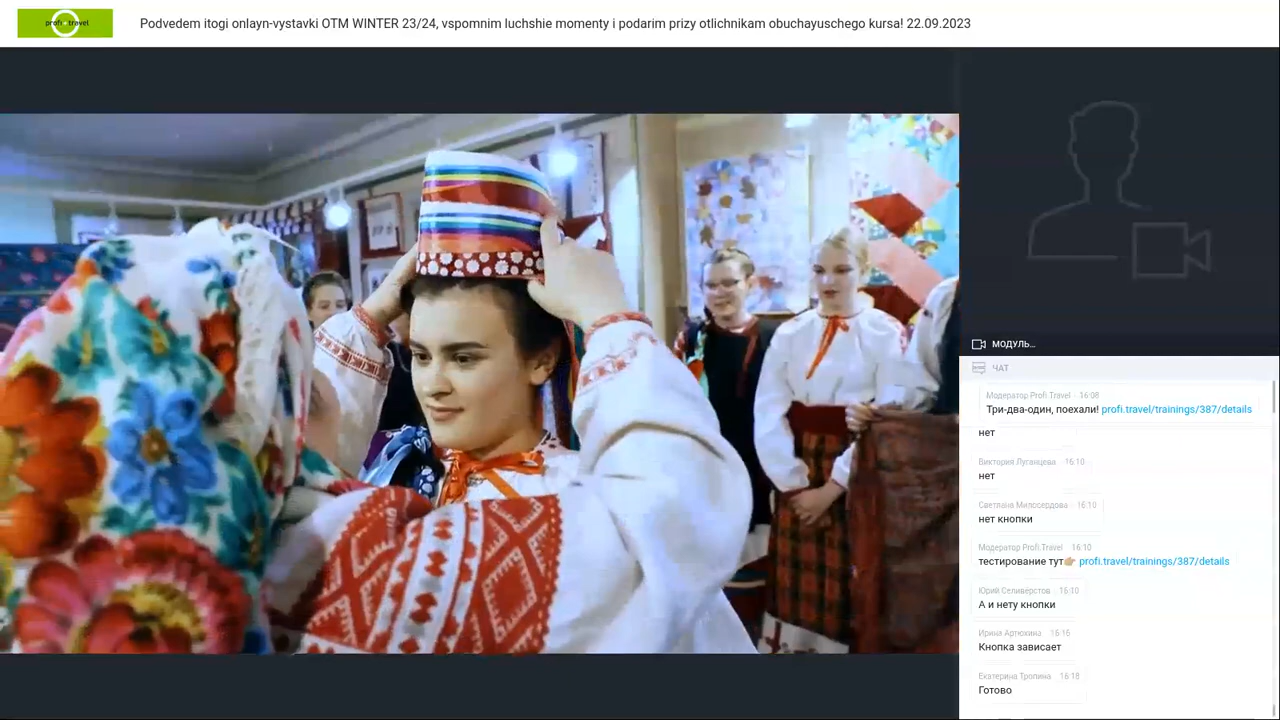 profi travel
Podvedem itogi onlayn-vystavki OTM WINTER 23/24, vspomnim luchshie momenty i podarim prizy otlichnikam obuchayuschego kursa! 22.09.2023
МОДУЛЬ...
ЧАТ
Модератор Profi.Travel 16:08
Три-два-один, поехали! profi.travel/trainings/387/details
нет
Виктория Луганцева 16:10
нет
Светлана Милосердова 16:10
нет кнопки
Модератор Profi.Travel 16:10
тестирование тут👉🏼 profi.travel/trainings/387/details
Юрий Селивёрстов 16:10
А и нету кнопки
Ирина Артюхина 16:15
Кнопка зависает
Екатерина Тропина 16:18
Готово